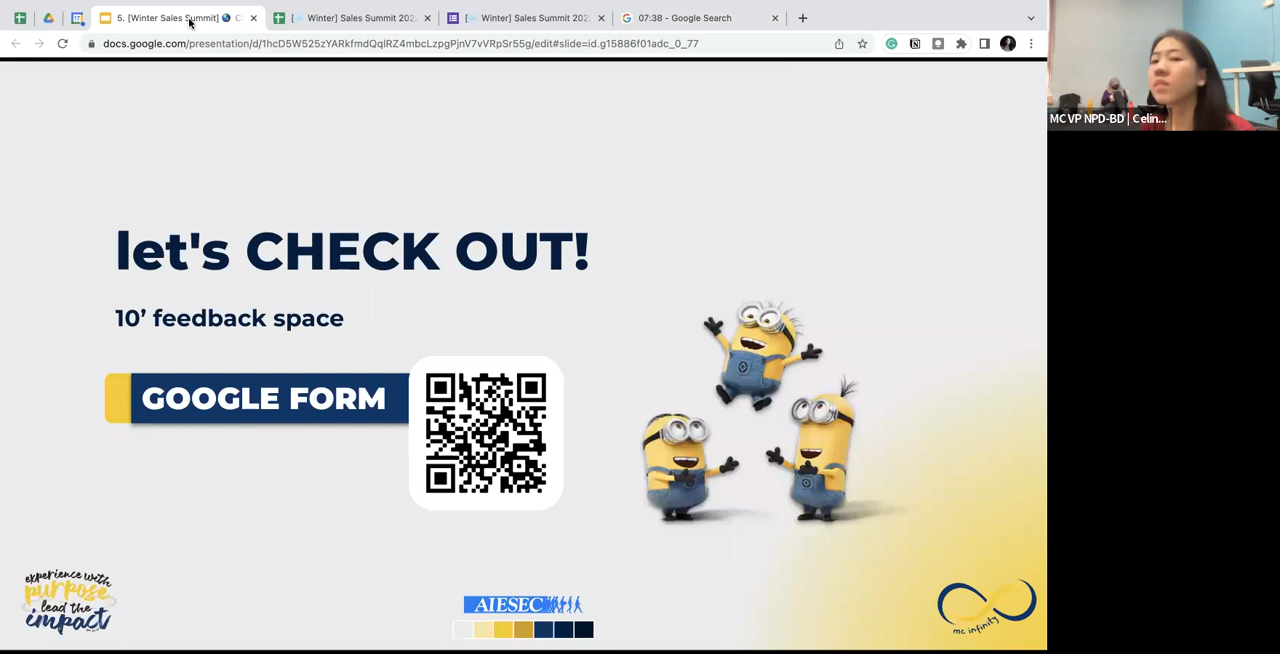 5. [Winter Sales Summit] 🌎 C
Winter] Sales Summit 202
Winter] Sales Summit 202
07:38 - Google Search
docs.google.com/presentation/d/1hcD5W525zYARkfmdQqlRZ4mbcLzpgPjnV7vVRpSr55g/edit#slide=id.g15886f01adc_0_77
MC VP NPD-BD | Celin...
let's CHECK OUT!
10’ feedback space
GOOGLE FORM
experience with
purpose
lead the
impact
AIESEC
mc infinity